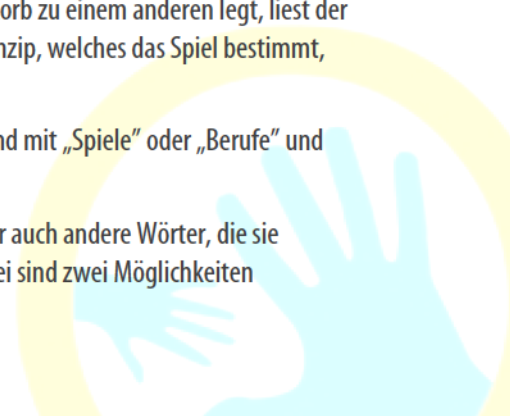 orb zu einem anderen legt, liest der
nzip, welches das Spiel bestimmt,
nd mit „Spiele” oder „Berufe” und
r auch andere Wörter, die sie
ei sind zwei Möglichkeiten